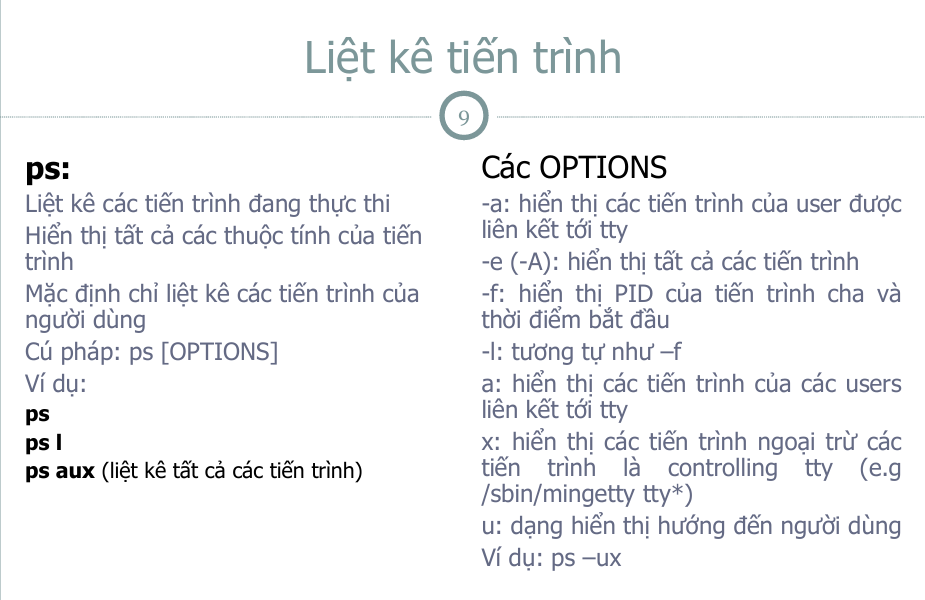 Liệt kê tiến trình
9
ps:
Liệt kê các tiến trình đang thực thi
Hiển thị tất cả các thuộc tính của tiến
trình
Mặc định chỉ liệt kê các tiến trình của
người dùng
Cú pháp: ps [OPTIONS]
Ví dụ:
ps
ps l
ps aux (liệt kê tất cả các tiến trình)
Các OPTIONS
-a: hiển thị các tiến trình của user được
liên kết tới tty
-e (-A): hiển thị tất cả các tiến trình
-f: hiển thị PID của tiến trình cha và
thời điểm bắt đầu
-l: tương tự như –f
a: hiển thị các tiến trình của các users
liên kết tới tty
x: hiển thị các tiến trình ngoại trừ các
tiến trình là controlling tty (e.g
/sbin/mingetty tty*)
u: dạng hiển thị hướng đến người dùng
Ví dụ: ps –ux